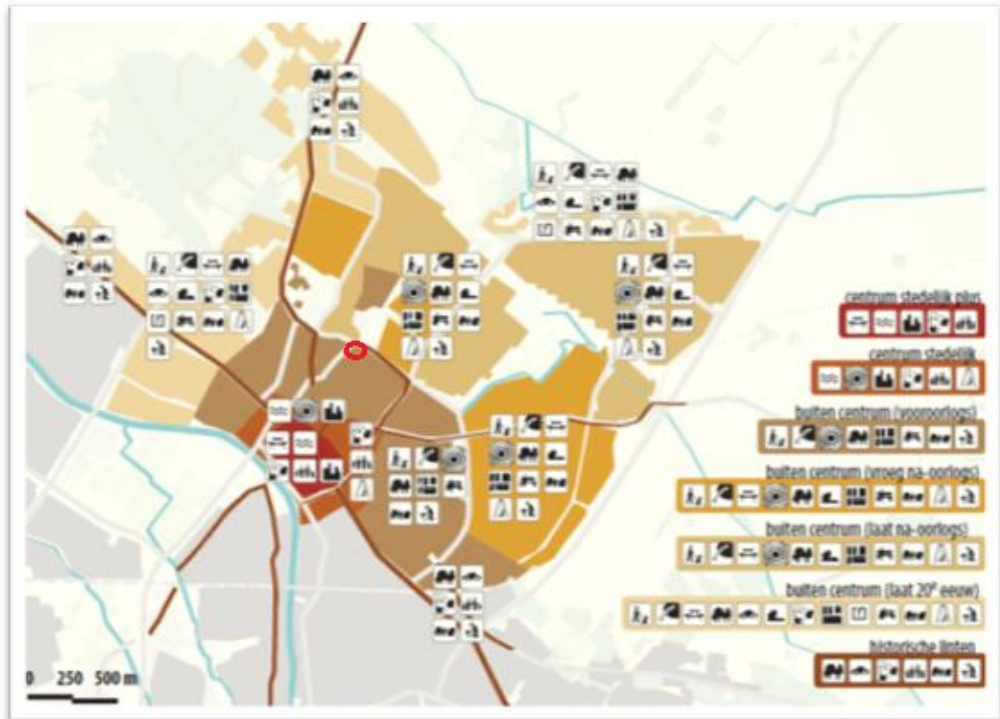 centrum stedelijk plus
centrum stedelijk
buiten centrum (vooroorlogs)
buiten centrum (vroeg na-oorlogs)
buiten centrum (laat na-oorlogs)
buiten centrum (laat 20e eeuw)
historische linten
0 250 500 m